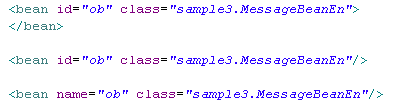 <bean id="ob" class="sample3.MessageBeanEn">
</bean>
<bean id="ob" class="sample3.MessageBeanEn"/>
<bean name="ob" class="sample3.MessageBeanEn"/>